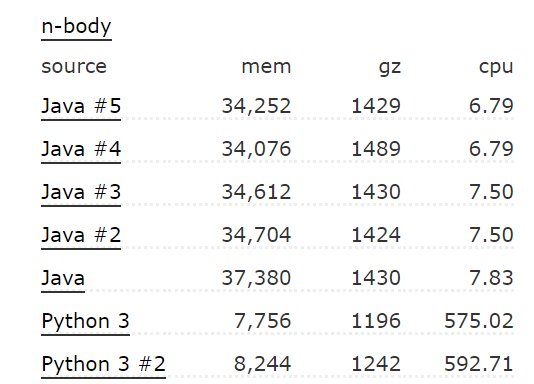 n-body
source mem gz cpu
Java #5 34,252 1429 6.79
Java #4 34,076 1489 6.79
Java #3 34,612 1430 7.50
Java #2 34,704 1424 7.50
Java 37,380 1430 7.83
Python 3 7,756 1196 575.02
Python 3 #2 8,244 1242 592.71